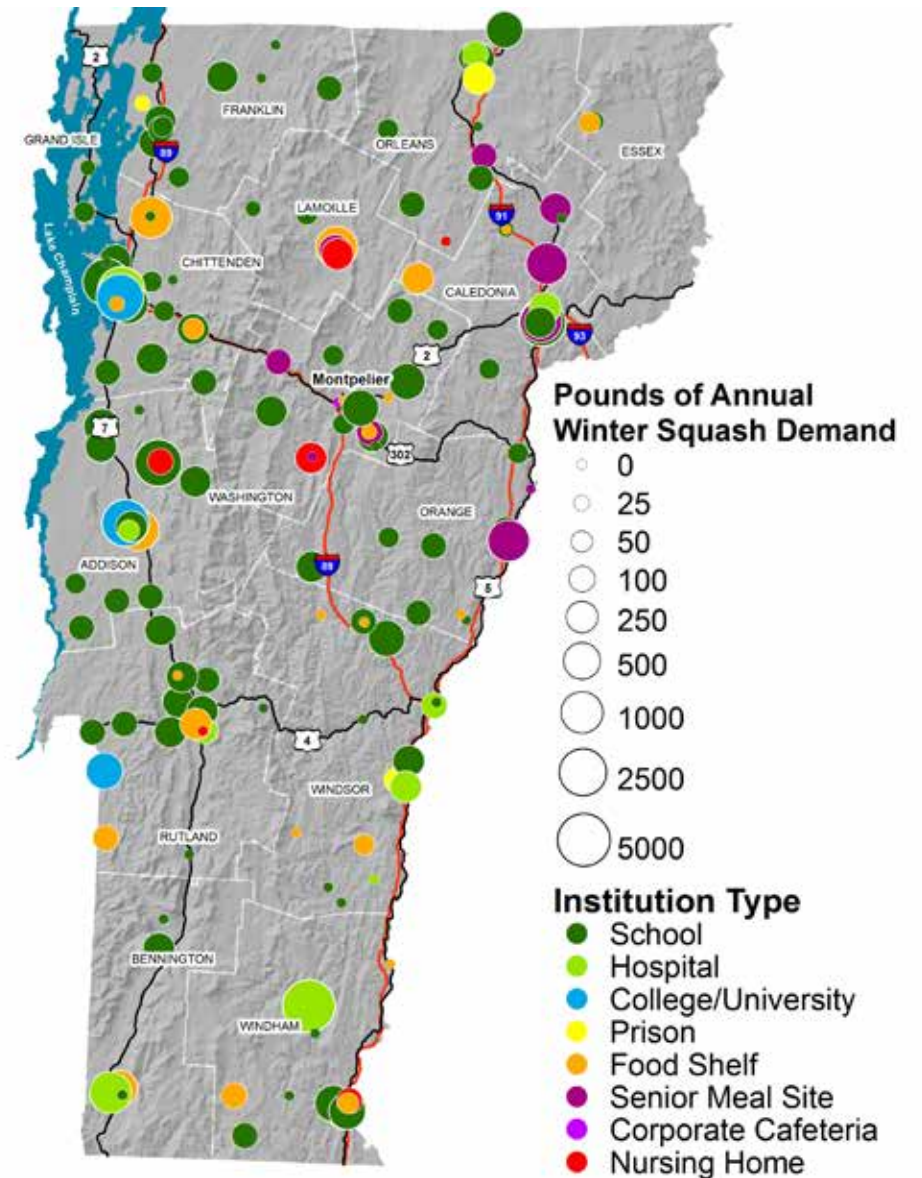 2
FRANKLIN
GRAND ISLE
89
ORLEANS
ESSEX
LAMOILLE
91
Lake Champlain
CHITTENDEN
CALEDONIA
93
2
Montpelier
7
302
WASHINGTON
ORANGE
ADDISON
89
5
4
WINDSOR
RUTLAND
BENNINGTON
WINDHAM
Pounds of Annual
Winter Squash Demand
0
25
50
100
250
500
1000
2500
5000
Institution Type
School
Hospital
College/University
Prison
Food Shelf
Senior Meal Site
Corporate Cafeteria
Nursing Home